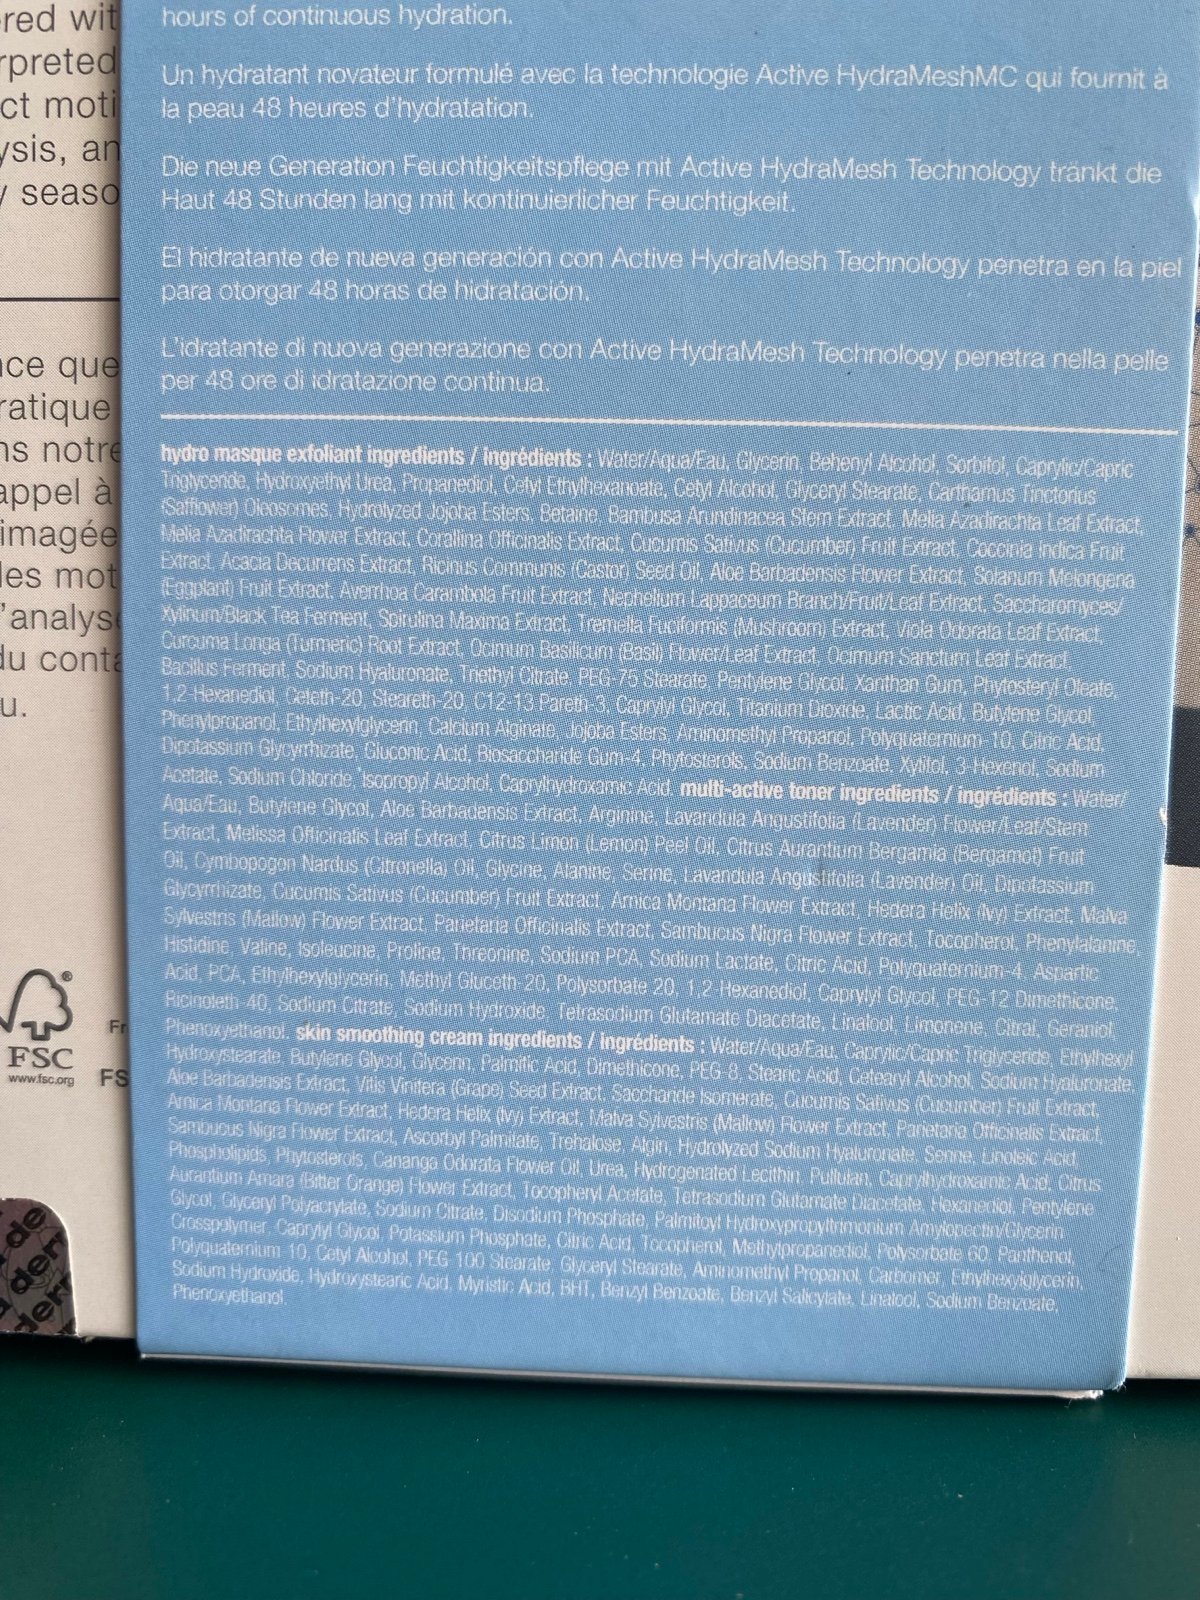 ered wit
rpreted
ct moti
ysis, an
y seaso
nce que
ratique
ns notre
appel à
imagée
les mot
l'analyse
du conta
u.
FSC
www.fsc.org
Fr
FS
hours of continuous hydration.
Un hydratant novateur formulé avec la technologie Active HydraMeshMC qui fournit à
la peau 48 heures d'hydratation.
Die neue Generation Feuchtigkeitspflege mit Active HydraMesh Technology tränkt die
Haut 48 Stunden lang mit kontinuierlicher Feuchtigkeit.
El hidratante de nueva generación con Active HydraMesh Technology penetra en la piel
para otorgar 48 horas de hidratación.
L'idratante di nuova generazione con Active HydraMesh Technology penetra nella pelle
per 48 ore di idratazione continua.
hydro masque exfoliant ingredients / ingrédients : Water/Aqua/Eau, Glycerin, Behenyl Alcohol, Sorbitol, Caprylic/Capric
Triglyceride, Hydroxyethyl Urea, Propanediol, Cetyl Ethylhexanoate, Cetyl Alcohol, Glyceryl Stearate, Carthamus Tinctorius
(Safflower) Oleosomes, Hydrolyzed Jojoba Esters, Betaine, Bambusa Arundinacea Stem Extract, Melia Azadirachta Leaf Extract,
Melia Azadirachta Flower Extract, Corallina Officinalis Extract, Cucumis Sativus (Cucumber) Fruit Extract, Coccinia Indica Fruit
Extract, Acacia Decurrens Extract, Ricinus Communis (Castor) Seed Oil, Aloe Barbadensis Flower Extract, Solanum Melongena
(Eggplant) Fruit Extract, Averrhoa Carambola Fruit Extract, Nephelium Lappaceum Branch/Fruit/Leaf Extract, Saccharomyces/
Xylinum/Black Tea Ferment, Spirulina Maxima Extract, Tremella Fuciformis (Mushroom) Extract, Viola Odorata Leaf Extract,
Curcuma Longa (Turmeric) Root Extract, Ocimum Basilicum (Basil) Flower/Leaf Extract, Ocimum Sanctum Leaf Extract,
Bacillus Ferment, Sodium Hyaluronate, Triethyl Citrate, PEG-75 Stearate, Pentylene Glycol, Xanthan Gum, Phytosteryl Oleate,
1,2-Hexanediol, Ceteth-20, Steareth-20, C12-13 Pareth-3, Caprylyl Glycol, Titanium Dioxide, Lactic Acid, Butylene Glycol,
Phenylpropanol, Ethylhexylglycerin, Calcium Alginate, Jojoba Esters, Aminomethyl Propanol, Polyquaternium-10, Citric Acid,
Dipotassium Glycyrrhizate, Gluconic Acid, Biosaccharide Gum-4, Phytosterols, Sodium Benzoate, Xylitol, 3-Hexenol, Sodium
Acetate, Sodium Chloride, Isopropyl Alcohol, Caprylhydroxamic Acid. multi-active toner ingredients / ingrédients : Water/
Aqua/Eau, Butylene Glycol, Aloe Barbadensis Extract, Arginine, Lavandula Angustifolia (Lavender) Flower/Leaf/Stem
Extract, Melissa Officinalis Leaf Extract, Citrus Limon (Lemon) Peel Oil, Citrus Aurantium Bergamia (Bergamot) Fruit
Oil, Cymbopogon Nardus (Citronella) Oil, Glycine, Alanine, Serine, Lavandula Angustifolia (Lavender) Oil, Dipotassium
Glycyrrhizate, Cucumis Sativus (Cucumber) Fruit Extract, Arnica Montana Flower Extract, Hedera Helix (Ivy) Extract, Malva
Sylvestris (Mallow) Flower Extract, Parietaria Officinalis Extract, Sambucus Nigra Flower Extract, Tocopherol, Phenylalanine,
Histidine, Valine, Isoleucine, Proline, Threonine, Sodium PCA, Sodium Lactate, Citric Acid, Polyquaternium-4, Aspartic
Acid, PCA, Ethylhexylglycerin, Methyl Gluceth-20, Polysorbate 20, 1,2-Hexanediol, Caprylyl Glycol, PEG-12 Dimethicone,
Ricinoleth-40, Sodium Citrate, Sodium Hydroxide, Tetrasodium Glutamate Diacetate, Linalool, Limonene, Citral, Geraniol,
Phenoxyethanol. skin smoothing cream ingredients / ingrédients : Water/Aqua/Eau, Caprylic/Capric Triglyceride, Ethylhexyl
Hydroxystearate, Butylene Glycol, Glycerin, Palmitic Acid, Dimethicone, PEG-8, Stearic Acid, Cetearyl Alcohol, Sodium Hyaluronate,
Aloe Barbadensis Extract, Vitis Vinifera (Grape) Seed Extract, Saccharide Isomerate, Cucumis Sativus (Cucumber) Fruit Extract,
Arnica Montana Flower Extract, Hedera Helix (Ivy) Extract, Malva Sylvestris (Mallow) Flower Extract, Parietaria Officinalis Extract,
Sambucus Nigra Flower Extract, Ascorbyl Palmitate, Trehalose, Algin, Hydrolyzed Sodium Hyaluronate, Serine, Linoleic Acid,
Phospholipids, Phytosterols, Cananga Odorata Flower Oil, Urea, Hydrogenated Lecithin, Pullulan, Caprylhydroxamic Acid, Citrus
Aurantium Amara (Bitter Orange) Flower Extract, Tocopheryl Acetate, Tetrasodium Glutamate Diacetate, Hexanediol, Pentylene
Glycol, Glyceryl Polyacrylate, Sodium Citrate, Disodium Phosphate, Palmitoyl Hydroxypropyltrimonium Amylopectin/Glycerin
Crosspolymer, Caprylyl Glycol, Potassium Phosphate, Citric Acid, Tocopherol, Methylpropanediol, Polysorbate 60, Panthenol,
Polyquaternium 10, Cetyl Alcohol, PEG 100 Stearate, Glyceryl Stearate, Aminomethyl Propanol, Carbomer, Ethylhexylglycerin,
Sodium Hydroxide, Hydroxystearic Acid, Myristic Acid, BHT, Benzyl Benzoate, Benzyl Salicylate, Linalool, Sodium Benzoate,
Phenoxyethanol.